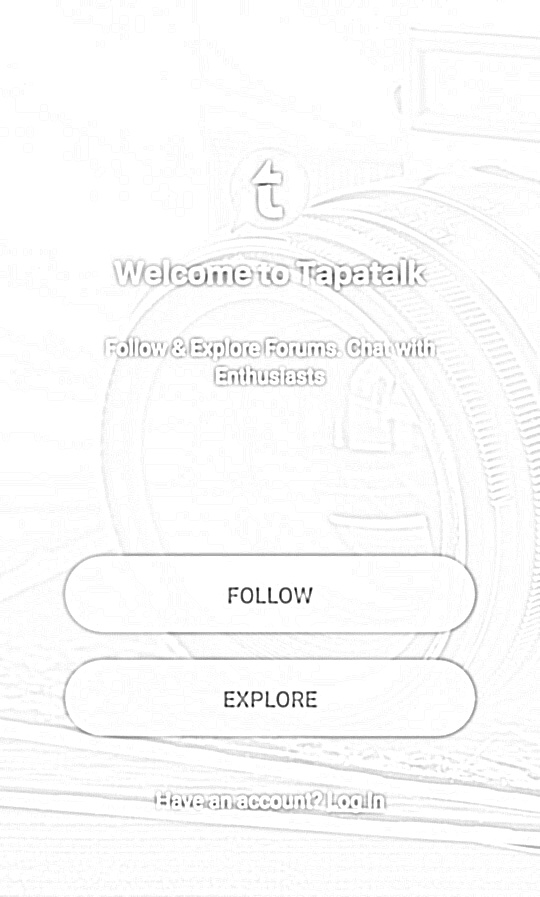 t
Welcome to Tapatalk
Follow & Explore Forums. Chat with
Enthusiasts
FOLLOW
EXPLORE
Have an account? Log In